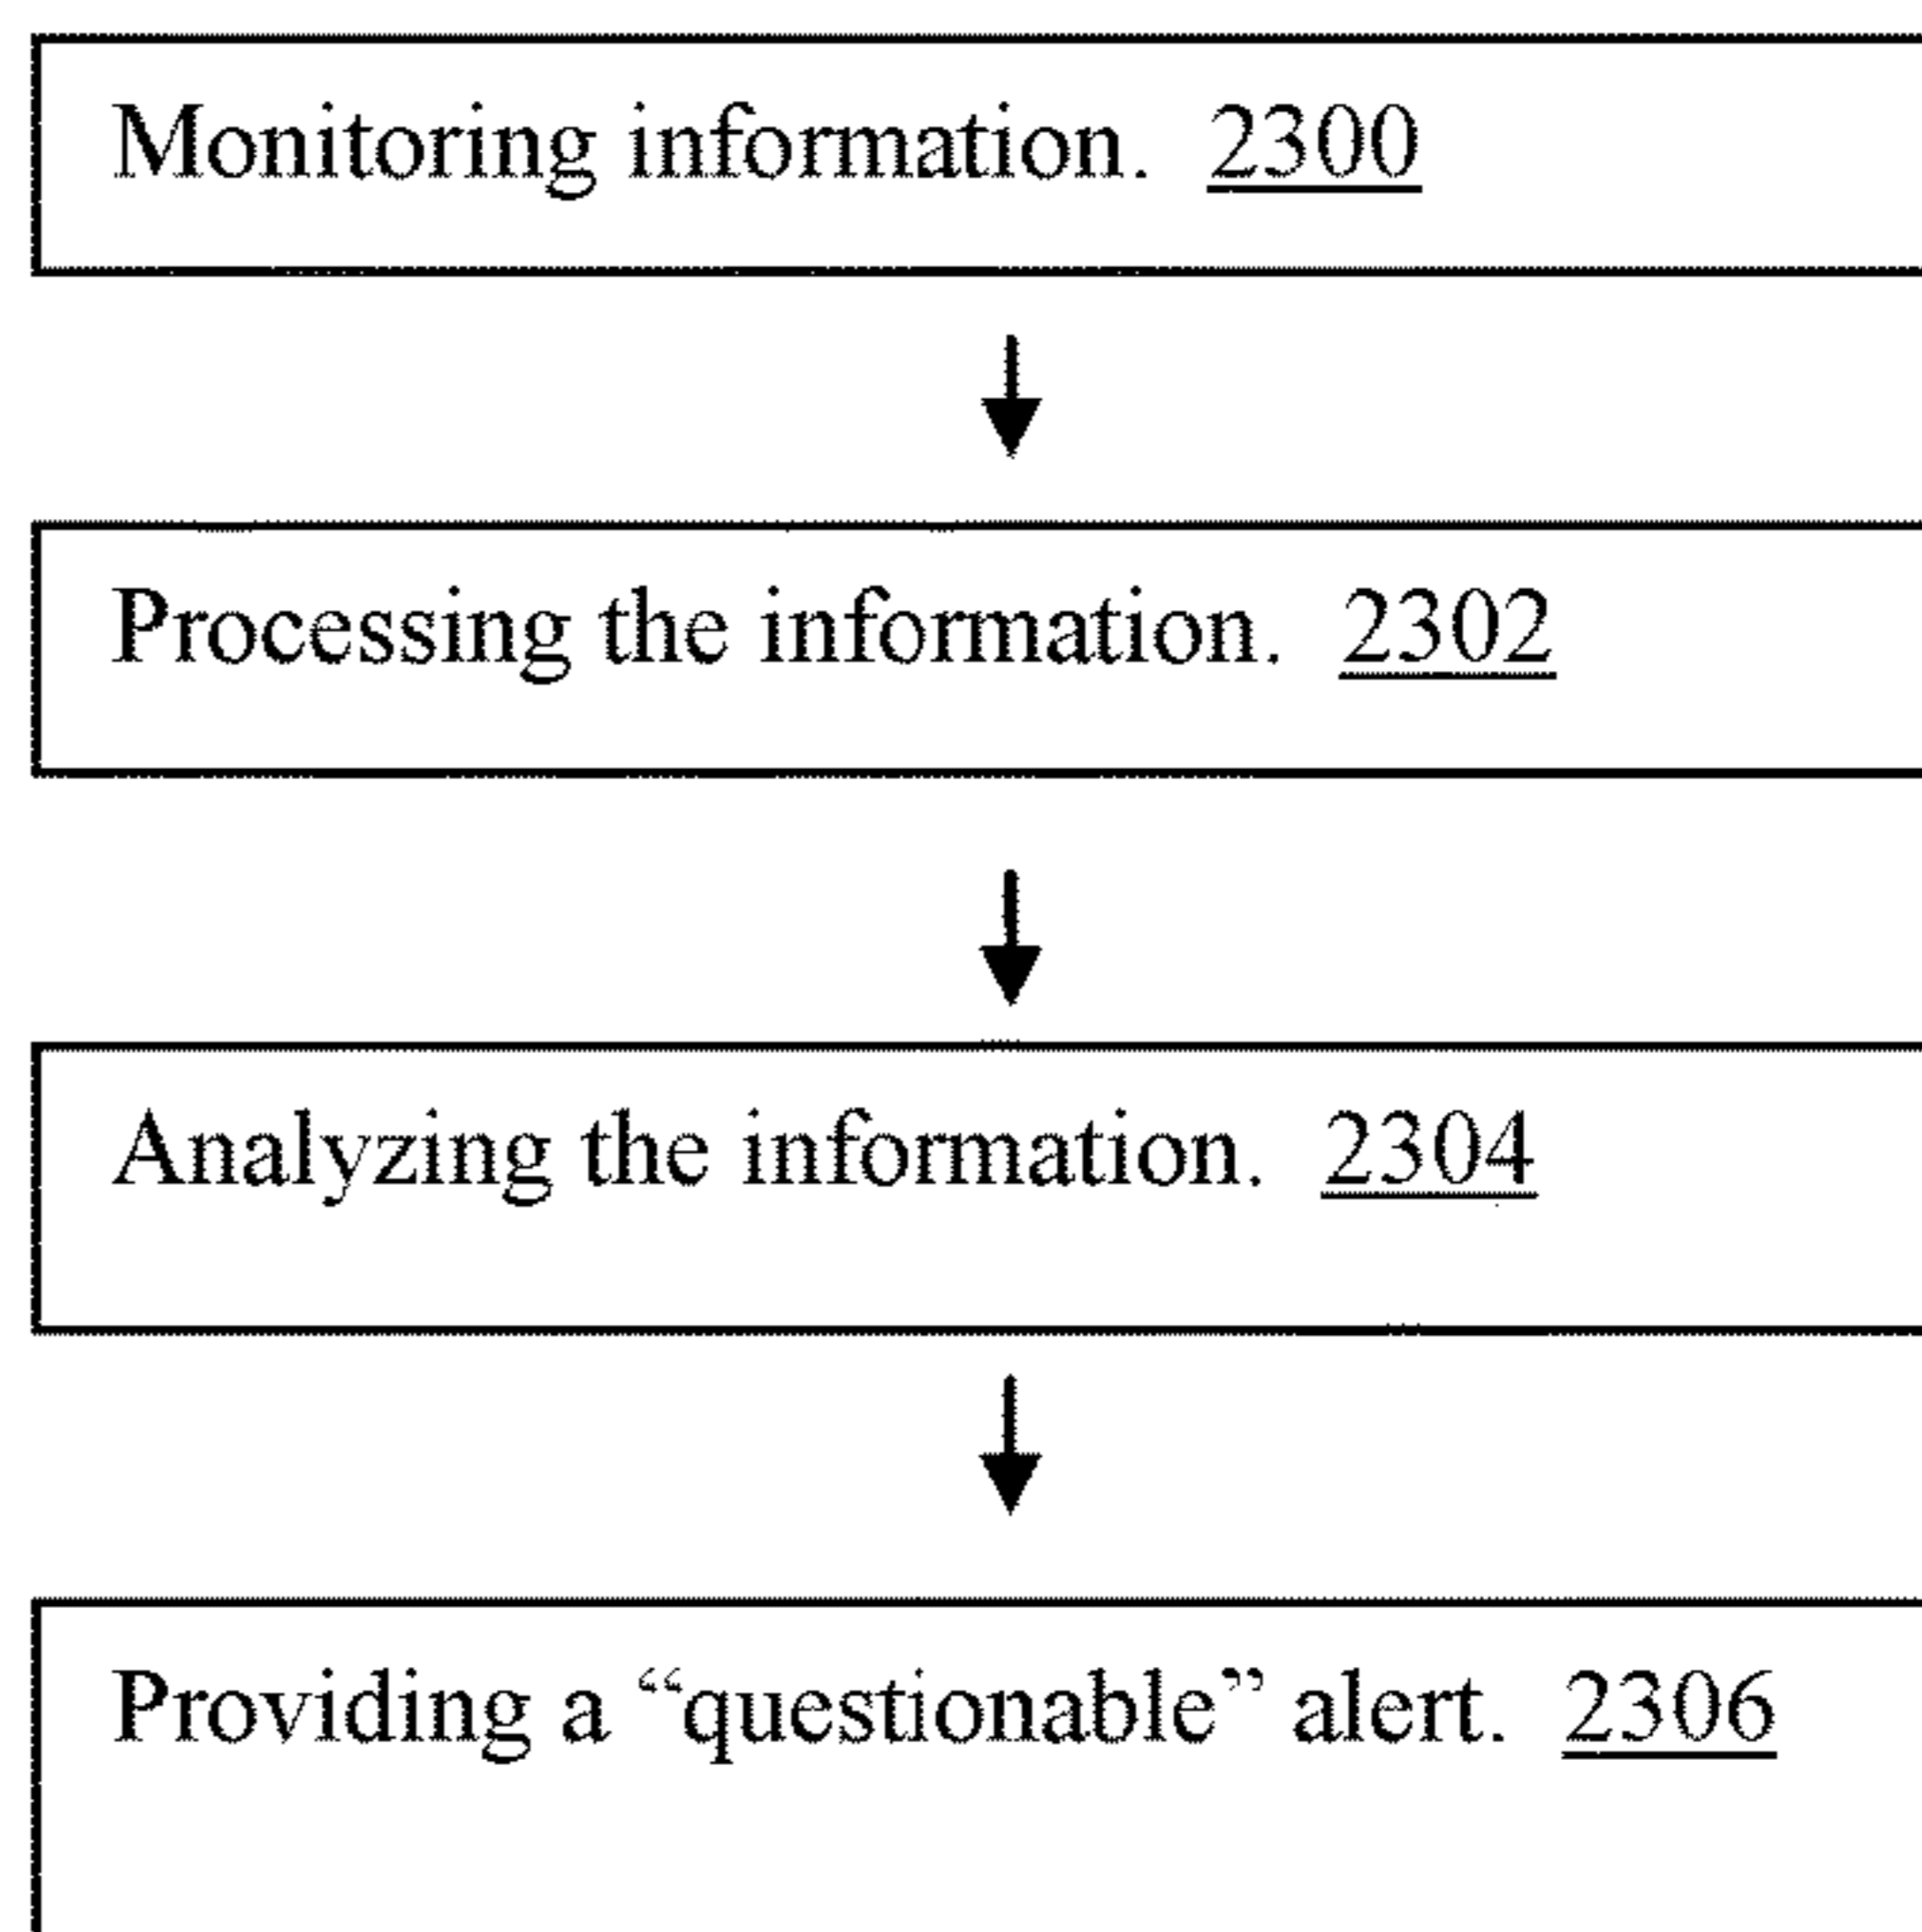 Monitoring information. 2300
Processing the information. 2302
Analyzing the information. 2304
Providing a “questionable” alert. 2306